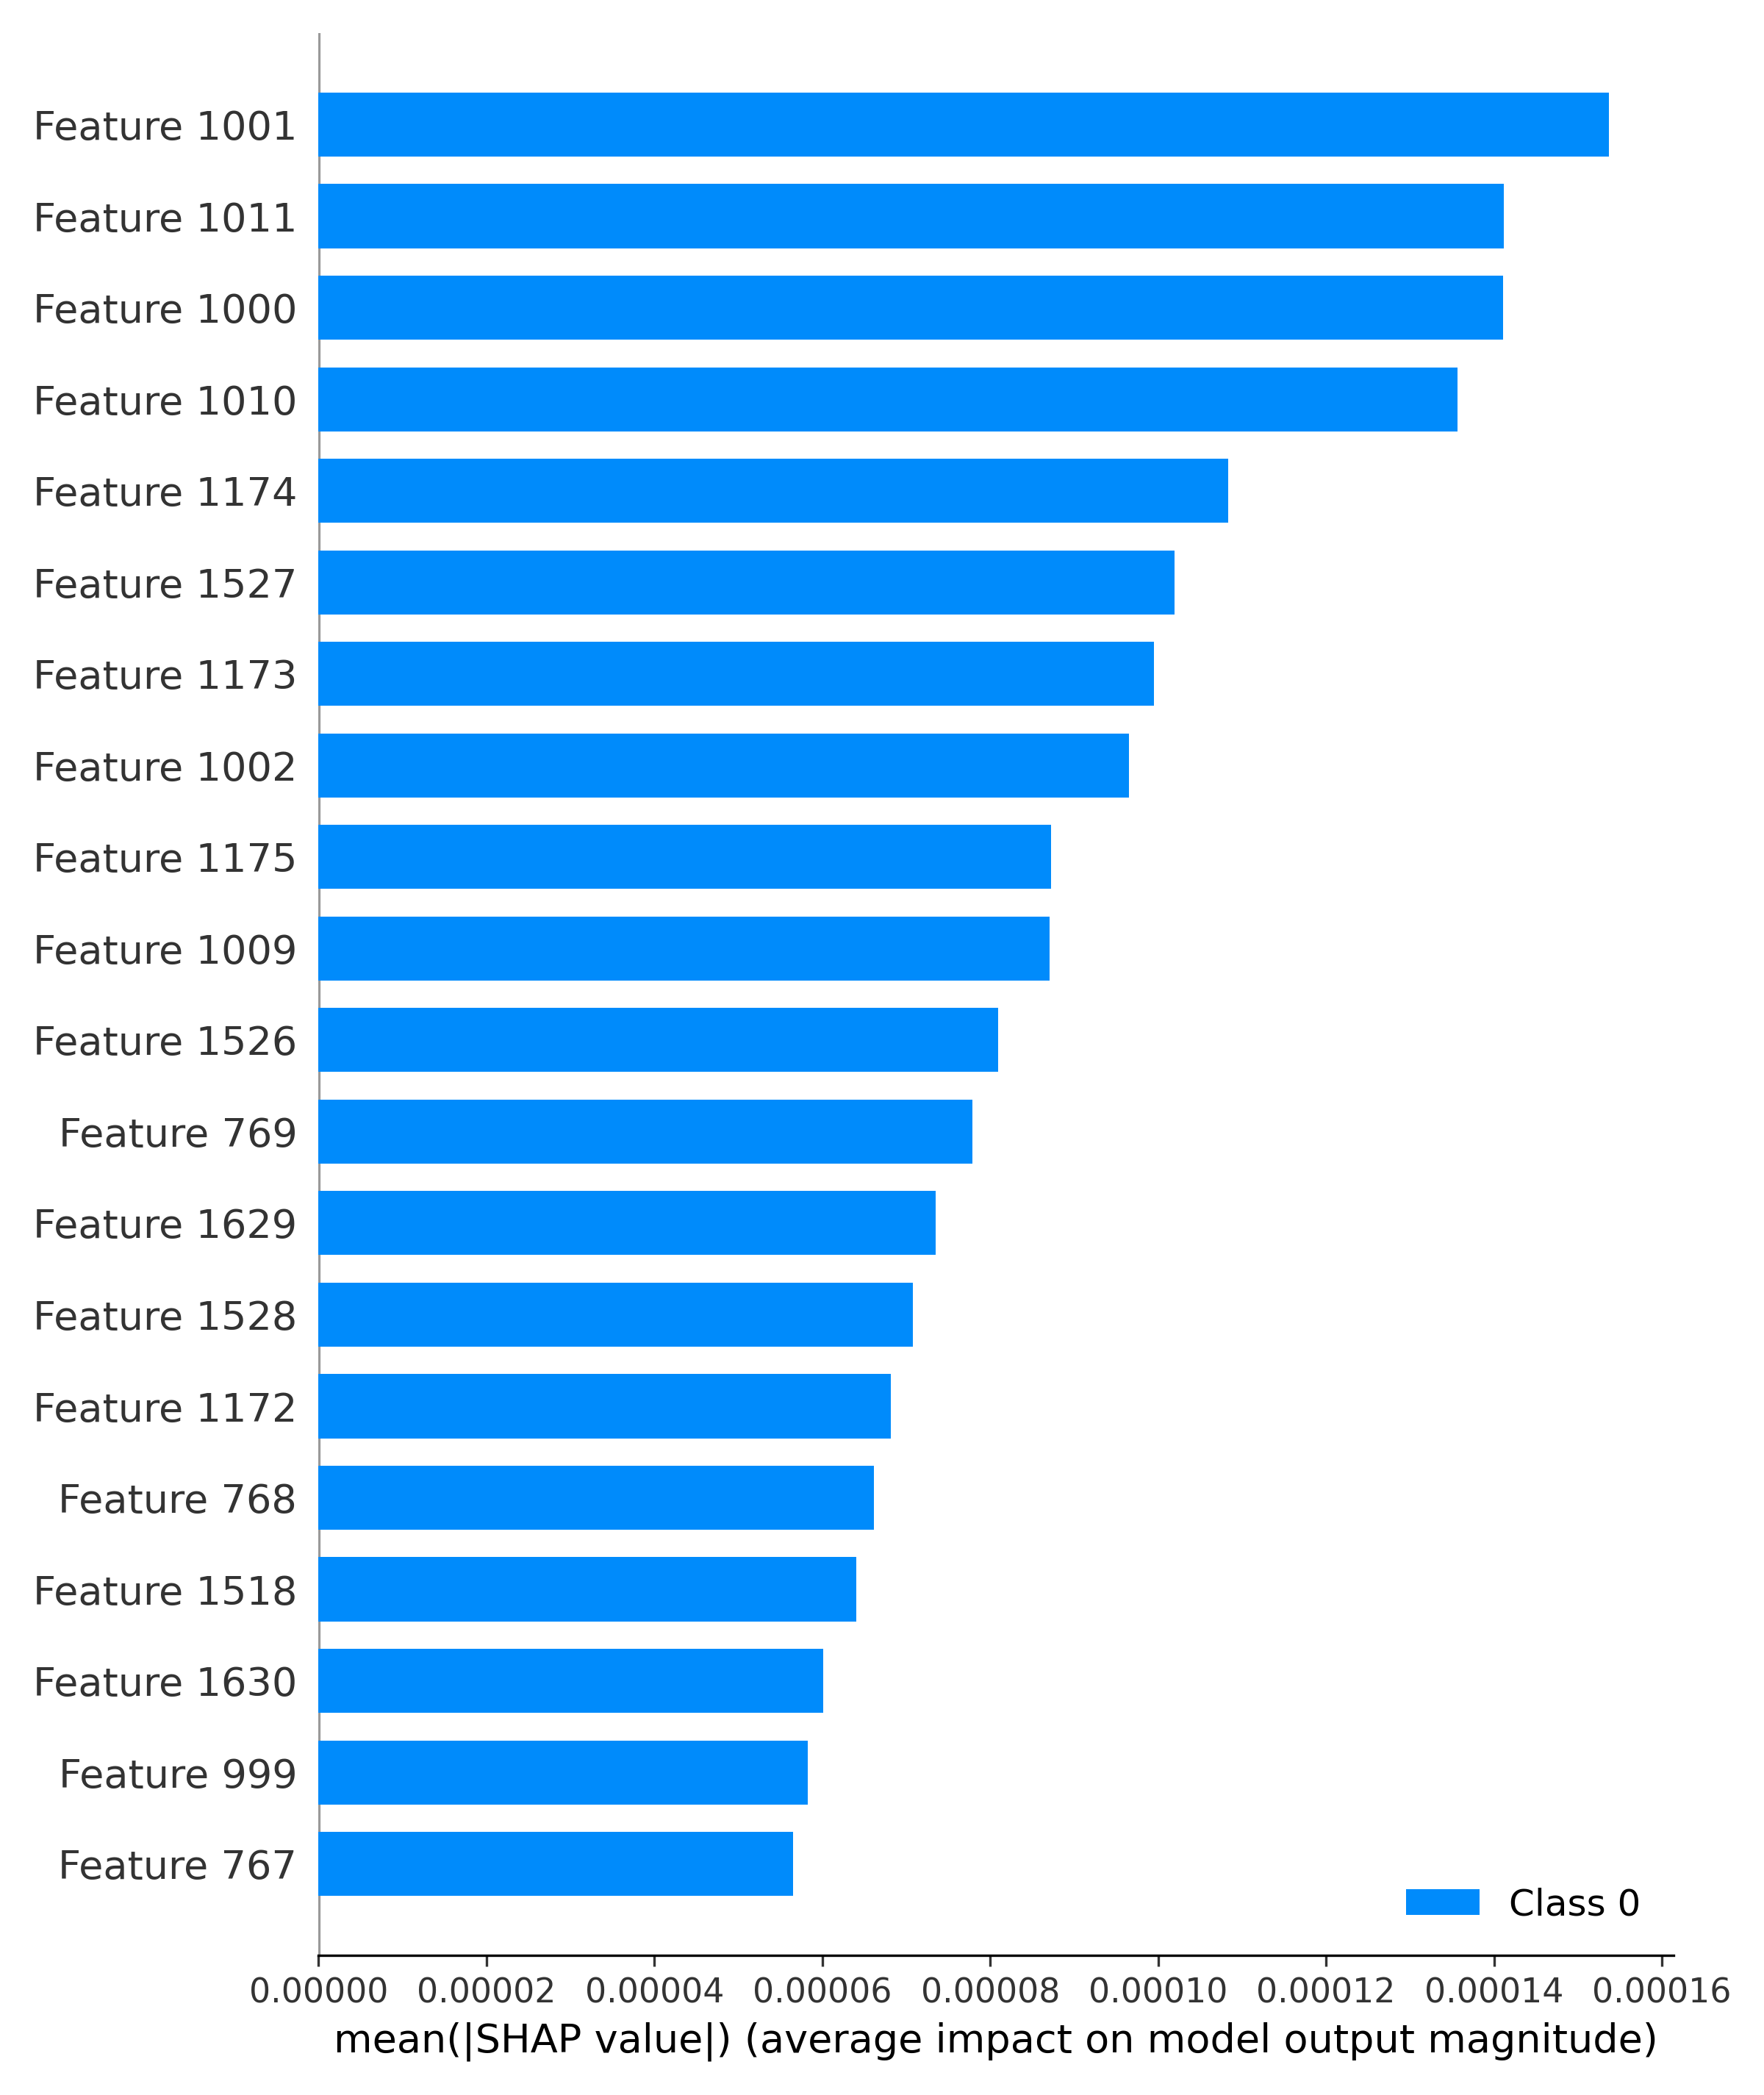 Feature 1001
Feature 1011
Feature 1000
Feature 1010
Feature 1174
Feature 1527
Feature 1173
Feature 1002
Feature 1175
Feature 1009
Feature 1526
Feature 769
Feature 1629
Feature 1528
Feature 1172
Feature 768
Feature 1518
Feature 1630
Feature 999
Feature 767
Class 0
0.00000 0.00002 0.00004 0.00006 0.00008 0.00010 0.00012 0.00014 0.00016
mean(|SHAP value|) (average impact on model output magnitude)